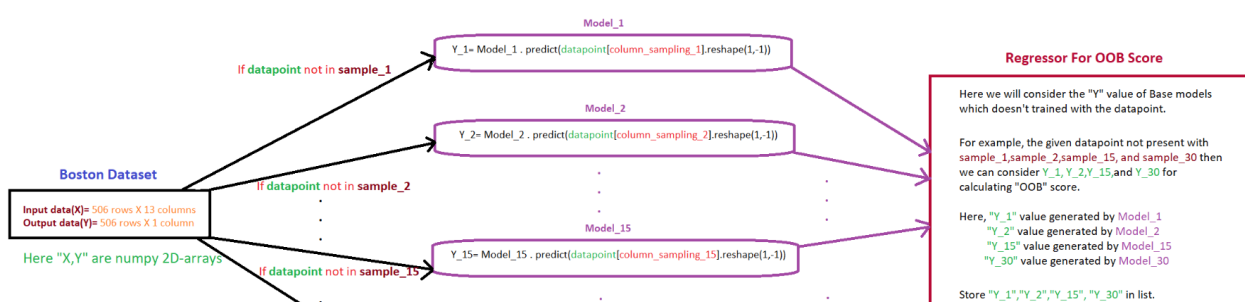 Model_1
Y_1= Model_1 . predict(datapoint[column_sampling_1].reshape(1,-1))
If datapoint not in sample_1
Model_2
Y_2= Model_2 . predict(datapoint[column_sampling_2].reshape(1,-1))
If datapoint not in sample_2
Boston Dataset
Input data(X)= 506 rows X 13 columns
Output data(Y)= 506 rows X 1 column
Here "X,Y" are numpy 2D-arrays
Model_15
Y_15= Model_15 . predict(datapoint[column_sampling_15].reshape(1,-1))
If datapoint not in sample_15
Regressor For OOB Score
Here we will consider the "Y" value of Base models
which doesn't trained with the datapoint.
For example, the given datapoint not present with
sample_1,sample_2,sample_15, and sample_30 then
we can consider Y_1, Y_2,Y_15,and Y_30 for
calculating "OOB" score.
Here, "Y_1" value generated by Model_1
"Y_2" value generated by Model_2
"Y_15" value generated by Model_15
"Y_30" value generated by Model_30
Store "Y_1","Y_2","Y_15", "Y_30" in list.